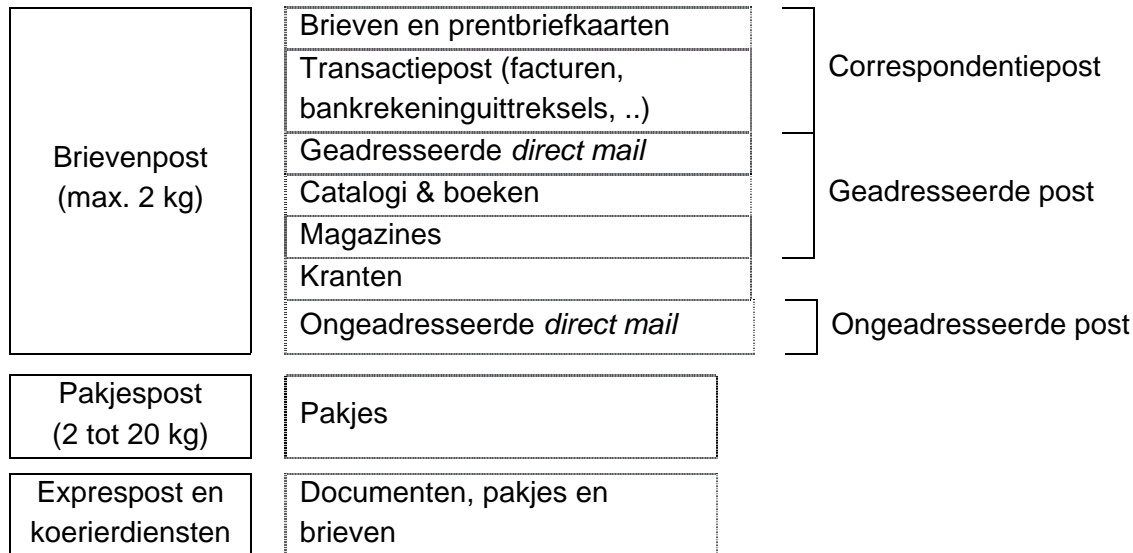 Brievenpost
(max. 2 kg)
Brieven en prentbriefkaarten
Transactiepost (facturen,
bankrekeninguittreksels, ..)
Geadresseerde direct mail
Catalogi & boeken
Magazines
Kranten
Ongeadresseerde direct mail
Correspondentiepost
Geadresseerde post
Ongeadresseerde post
Pakjespost
(2 tot 20 kg)
Pakjes
Exprespost en
koerierdiensten
Documenten, pakjes en
brieven